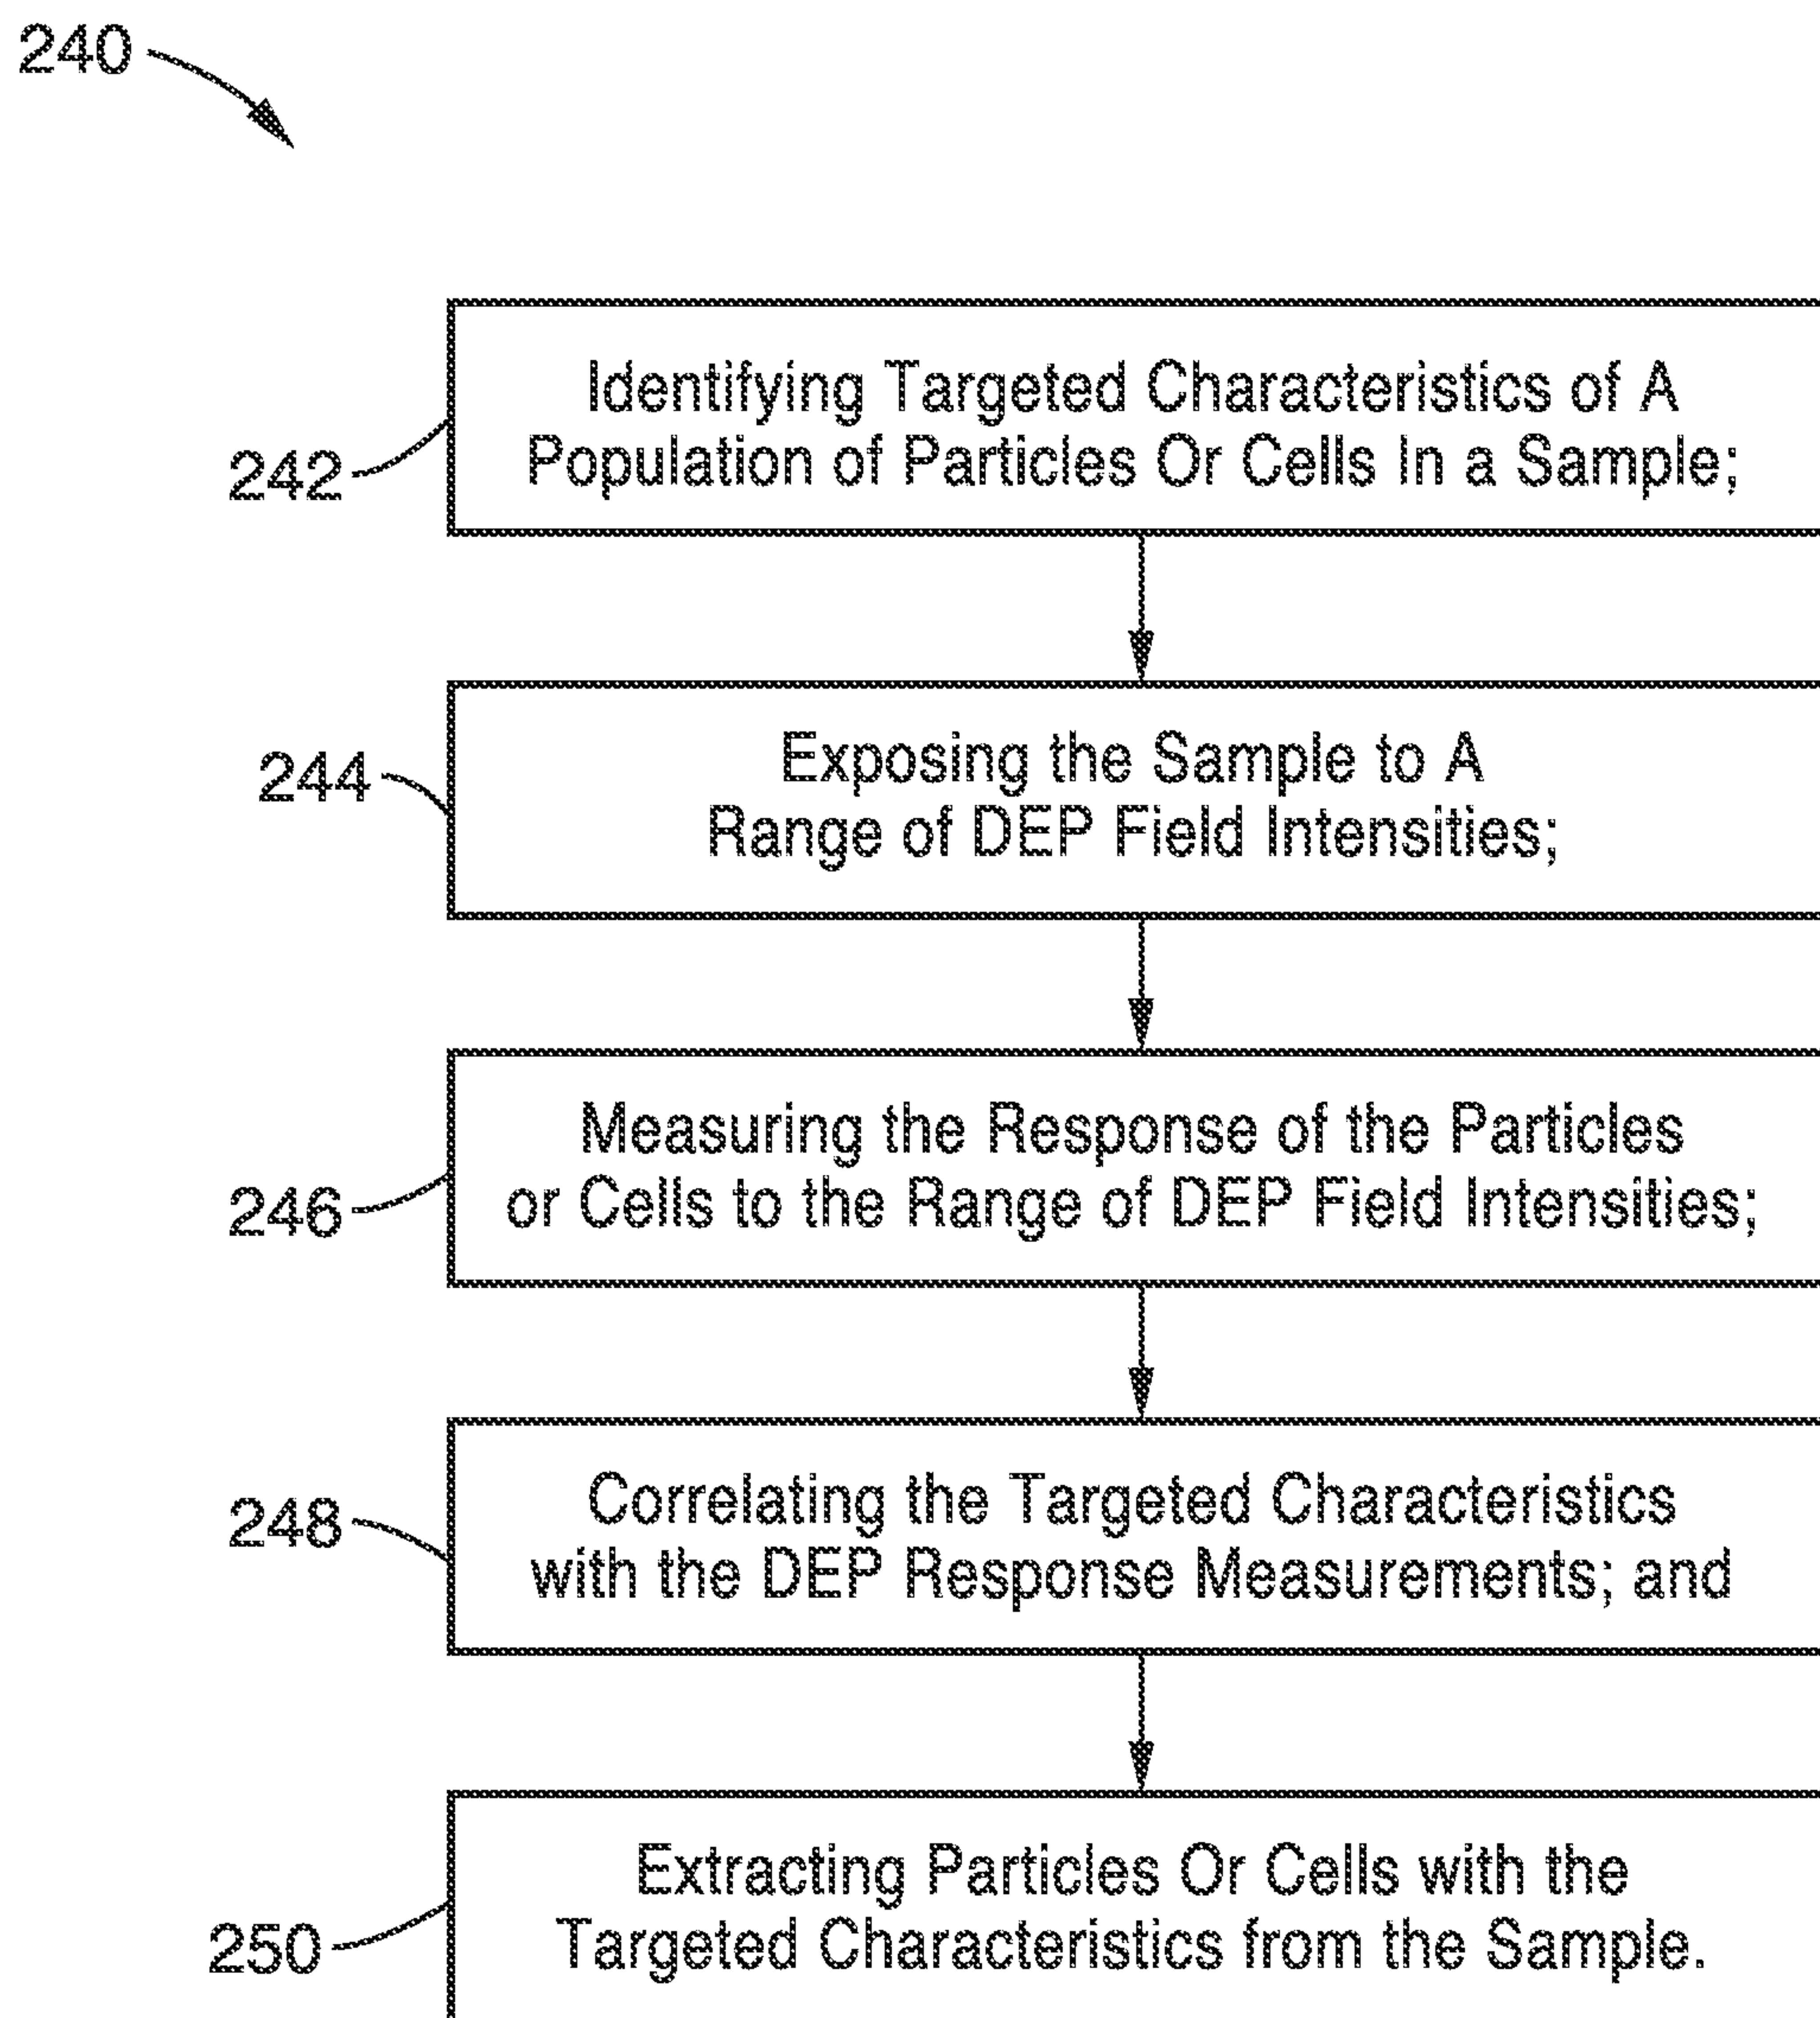 240
242
Identifying Targeted Characteristics of A
Population of Particles Or Cells In a Sample;
244
Exposing the Sample to A
Range of DEP Field Intensities;
246
Measuring the Response of the Particles
or Cells to the Range of DEP Field Intensities;
248
Correlating the Targeted Characteristics
with the DEP Response Measurements; and
250
Extracting Particles Or Cells with the
Targeted Characteristics from the Sample.